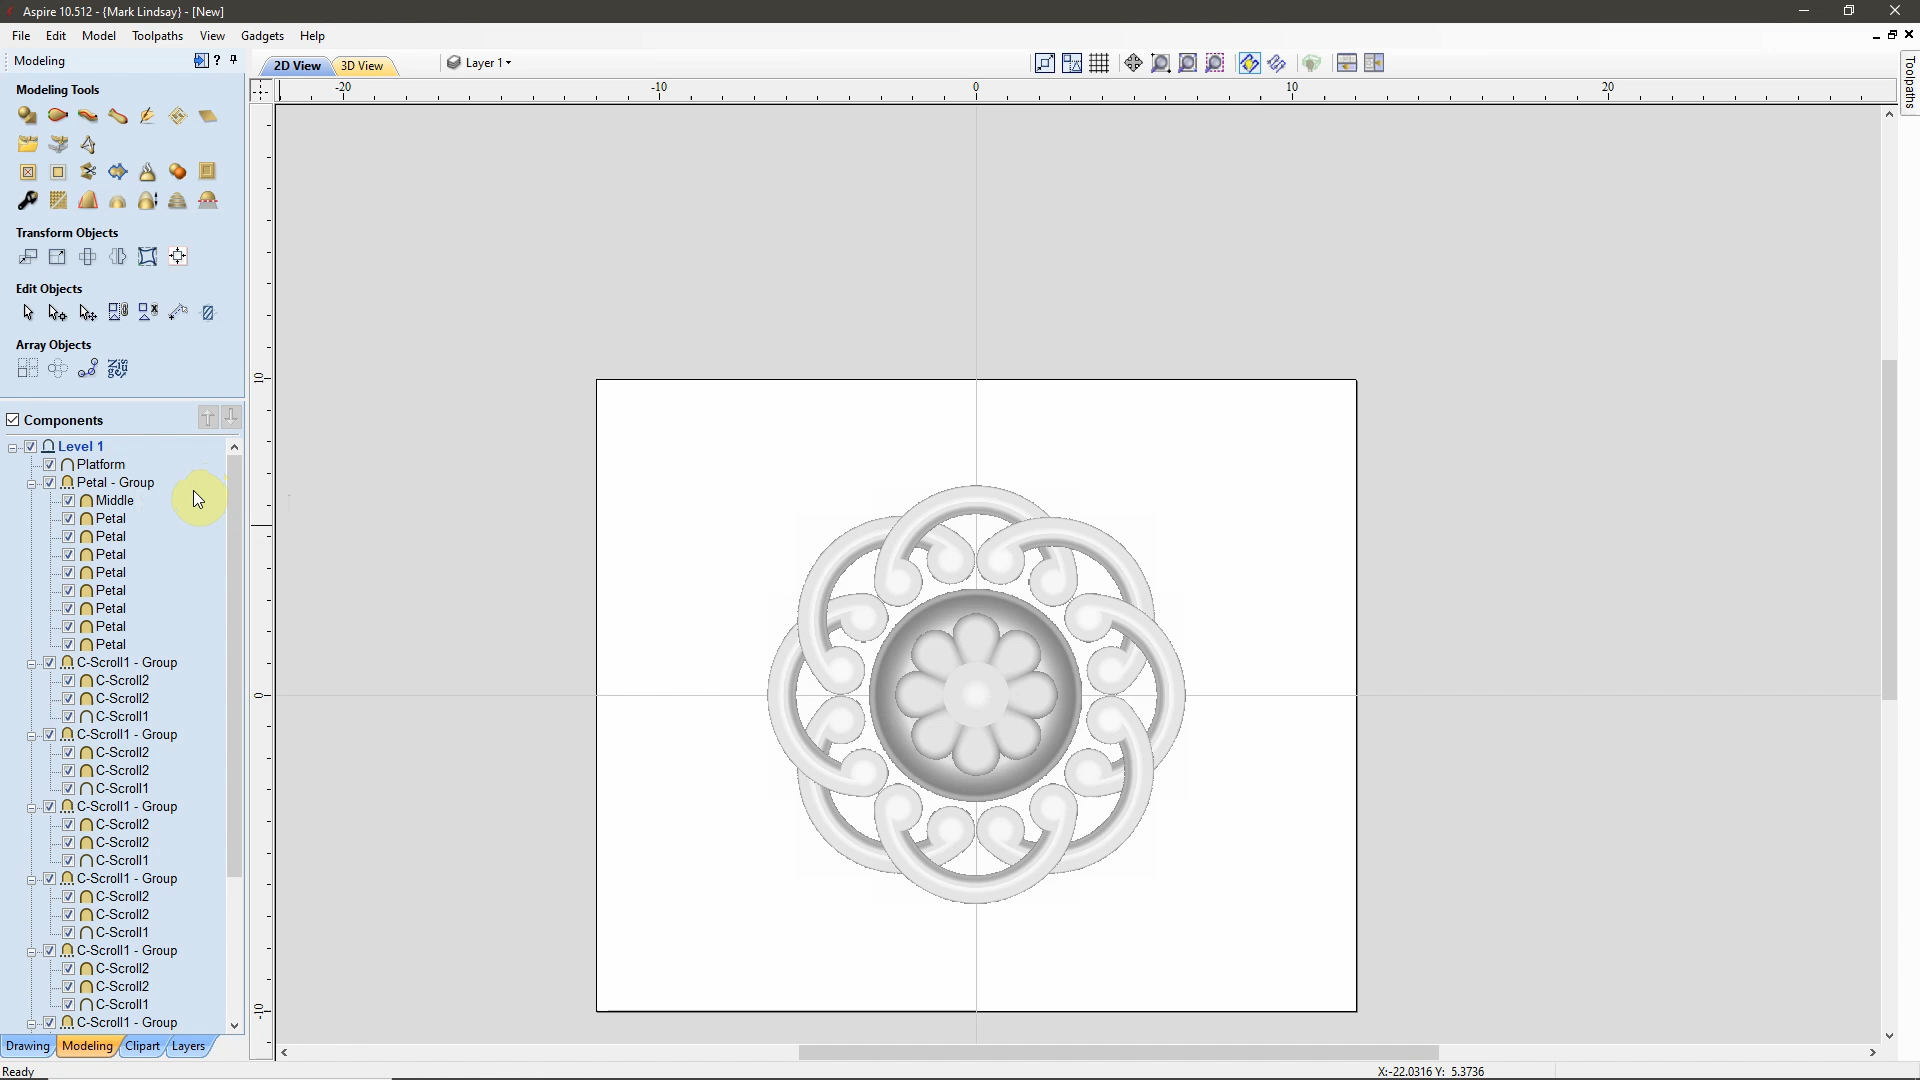 Aspire 10.512 - {Mark Lindsay} - [New]
File Edit Model Toolpaths View Gadgets Help
Modeling
2D View 3D View Layer 1
Toolpaths
Modeling Tools
-20 -10 0 10 20
Transform Objects
Edit Objects
Array Objects
10
0
-10
Components
Level 1
Platform
Petal - Group
Middle
Petal
Petal
Petal
Petal
Petal
Petal
Petal
Petal
C-Scroll1 - Group
C-Scroll2
C-Scroll2
C-Scroll1
C-Scroll1 - Group
C-Scroll2
C-Scroll2
C-Scroll1
C-Scroll1 - Group
C-Scroll2
C-Scroll2
C-Scroll1
C-Scroll1 - Group
C-Scroll2
C-Scroll2
C-Scroll1
C-Scroll1 - Group
C-Scroll2
C-Scroll2
C-Scroll1
C-Scroll1 - Group
Drawing Modeling Clipart Layers
Ready
X:-22.0316 Y: 5.3736